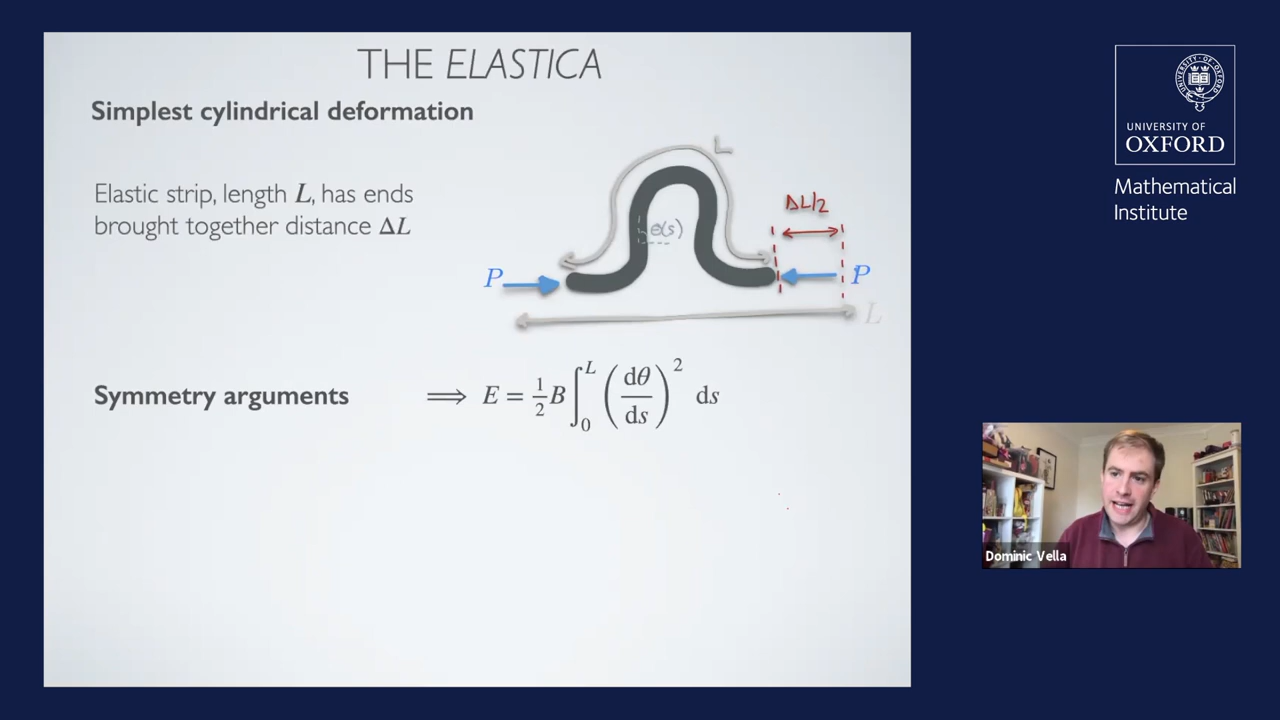 THE ELASTICA
Simplest cylindrical deformation
Elastic strip, length L, has ends
brought together distance ΔL
L
ΔL/2
θ(s)
P
P
L
Symmetry arguments ⟹ E = ½B ∫₀ᴸ (dθ/ds)² ds
UNIVERSITY OF
OXFORD
Mathematical
Institute
Dominic Vella